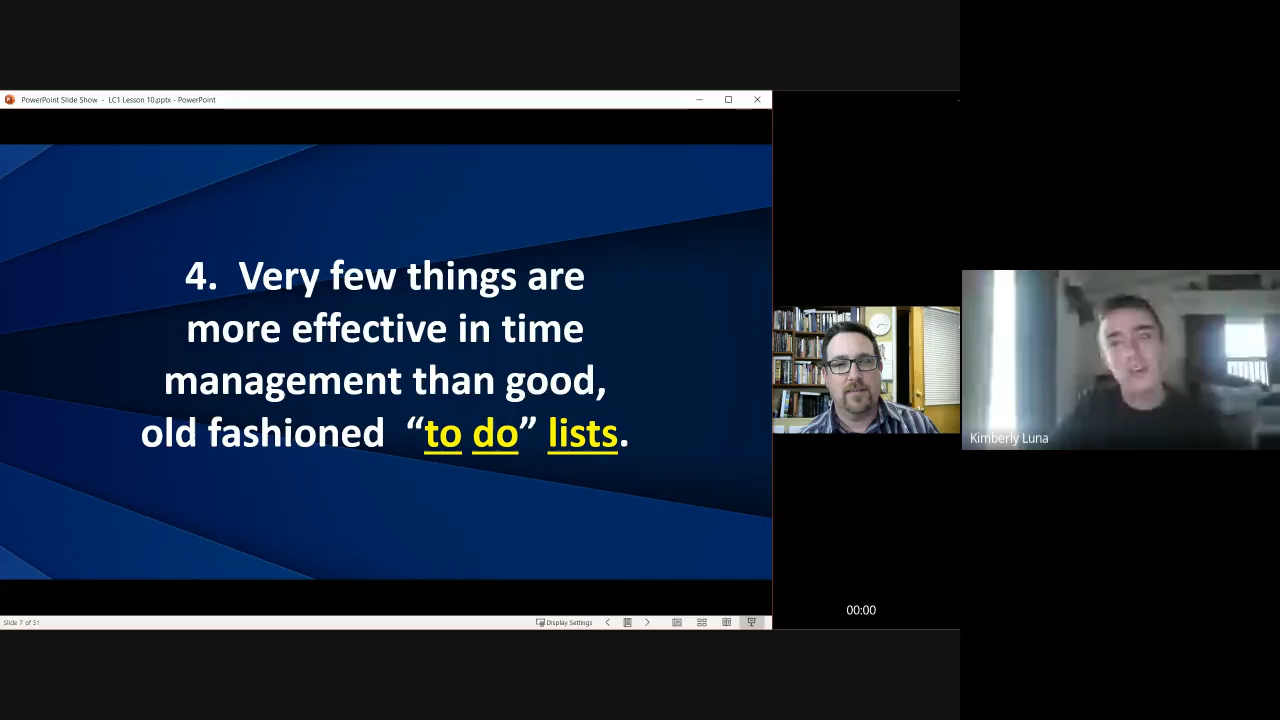 PowerPoint Slide Show - LC1 Lesson 10.pptx - PowerPoint
4. Very few things are
more effective in time
management than good,
old fashioned “to do” lists.
Kimberly Luna
00:00
Slide 7 of 51
Display Settings